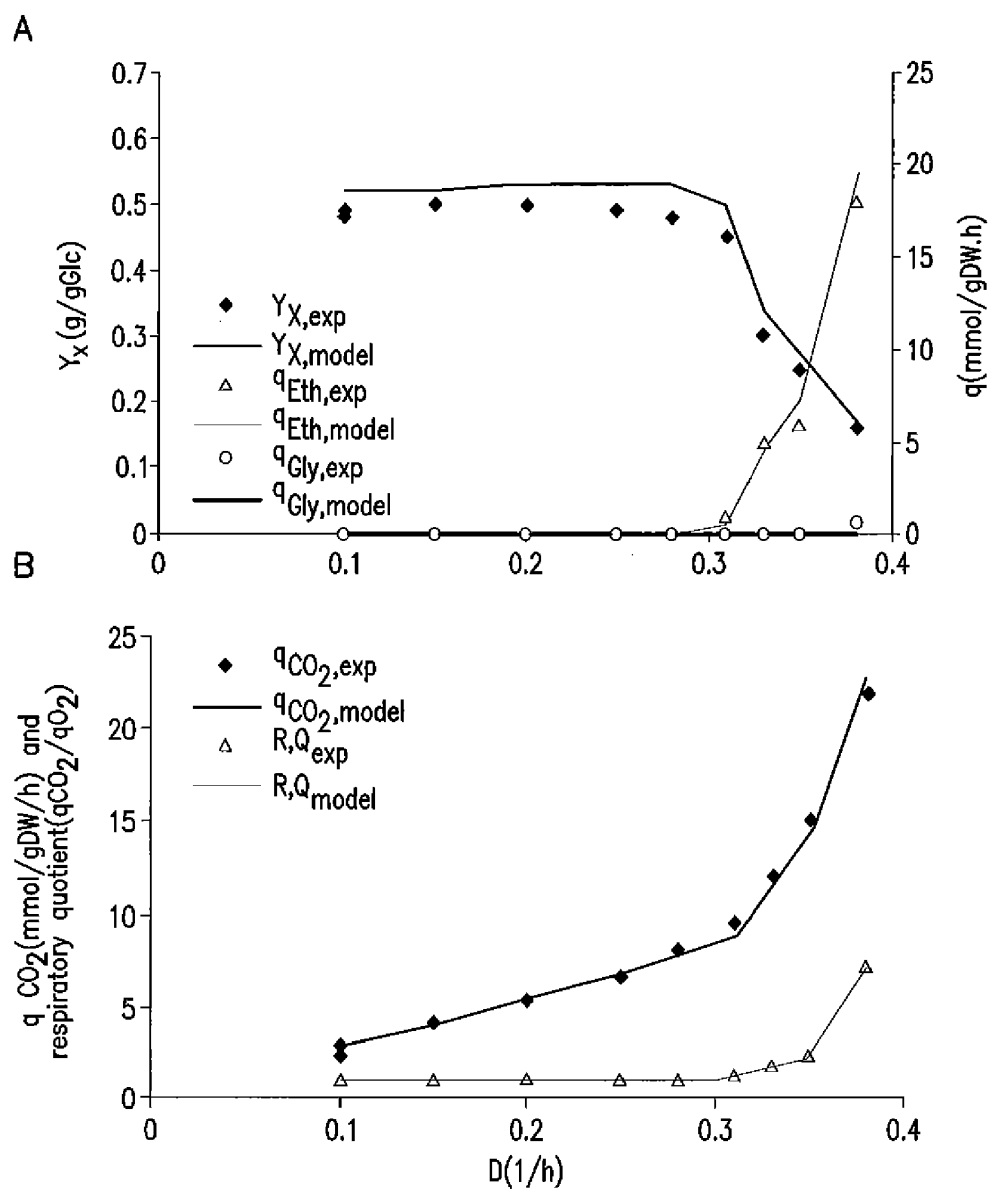 A
0.7
0.6
0.5
0.4
0.3
0.2
0.1
0
Y_X (g/gGlc)
25
20
15
10
5
0
q(mmol/gDW.h)
Y_X,exp
Y_X,model
q_Eth,exp
q_Eth,model
q_Gly,exp
q_Gly,model
0
0.1
0.2
0.3
0.4
B
25
20
15
10
5
0
q CO2(mmol/gDW/h) and
respiratory quotient(qCO2/qO2)
q_CO2,exp
q_CO2,model
R,Q_exp
R,Q_model
0
0.1
0.2
0.3
0.4
D(1/h)